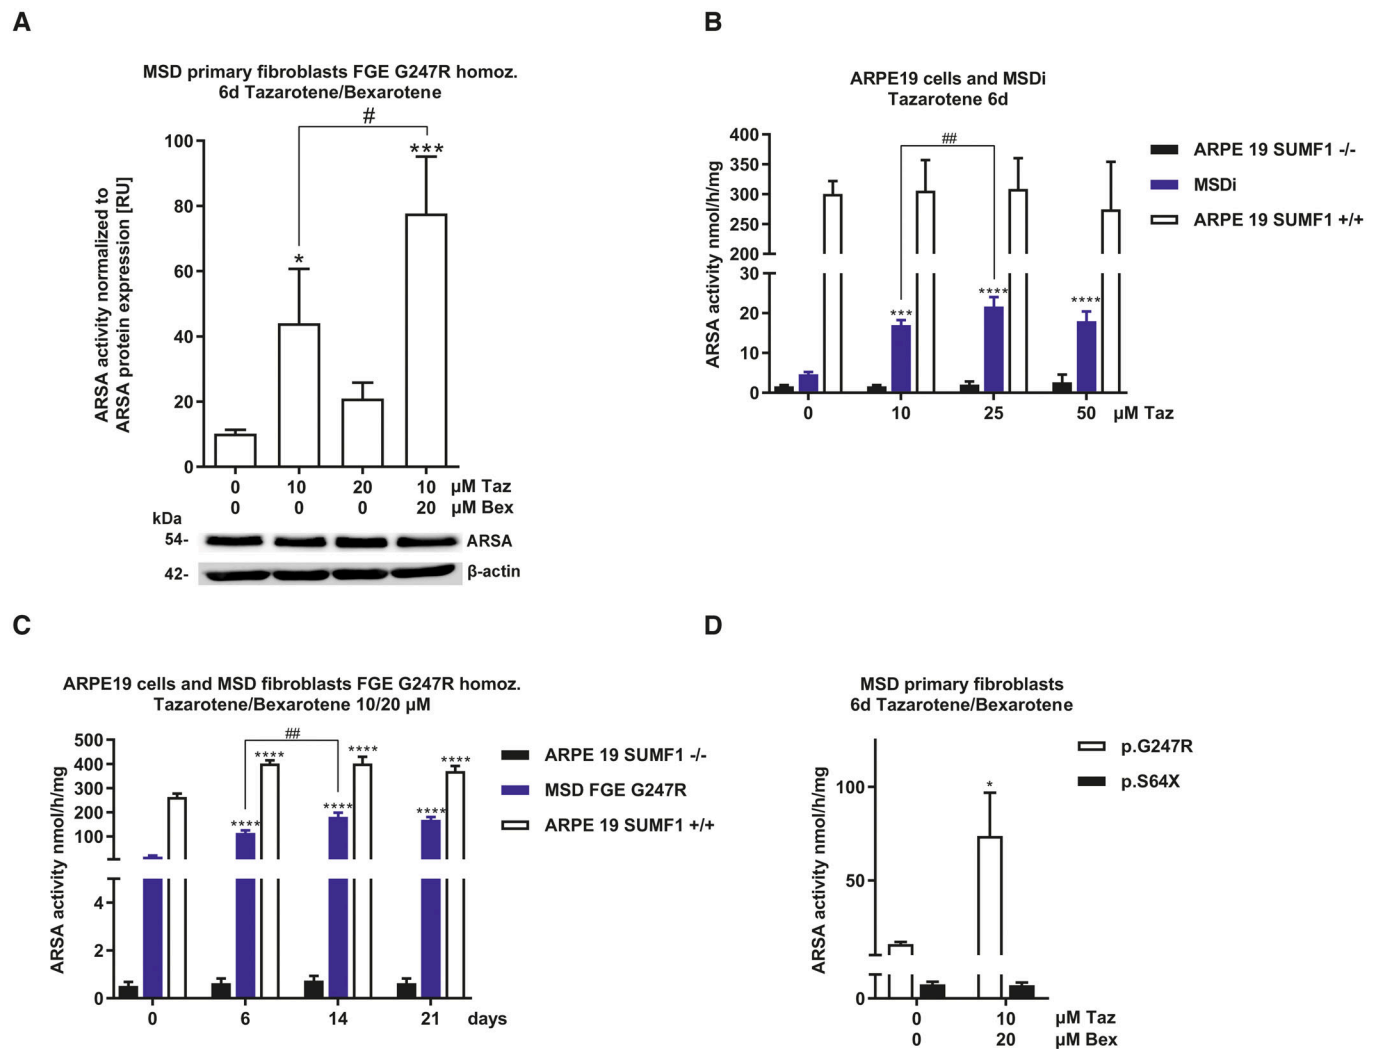 A
MSD primary fibroblasts FGE G247R homoz.
6d Tazarotene/Bexarotene
#
***
*
ARSA activity normalized to
ARSA protein expression [RU]
100
80
60
40
20
0
0 10 20 10 µM Taz
0 0 0 20 µM Bex
kDa
54- ARSA
42- β-actin
B
ARPE19 cells and MSDi
Tazarotene 6d
##
ARSA activity nmol/h/mg
400
350
300
250
200
30
20
10
0
*** **** ****
0 10 25 50 µM Taz
ARPE 19 SUMF1 -/-
MSDi
ARPE 19 SUMF1 +/+
C
ARPE19 cells and MSD fibroblasts FGE G247R homoz.
Tazarotene/Bexarotene 10/20 µM
##
ARSA activity nmol/h/mg
500
400
300
200
100
4
2
0
**** **** **** **** **** ****
0 6 14 21 days
ARPE 19 SUMF1 -/-
MSD FGE G247R
ARPE 19 SUMF1 +/+
D
MSD primary fibroblasts
6d Tazarotene/Bexarotene
ARSA activity nmol/h/mg
100
50
0
*
0 10 µM Taz
0 20 µM Bex
p.G247R
p.S64X